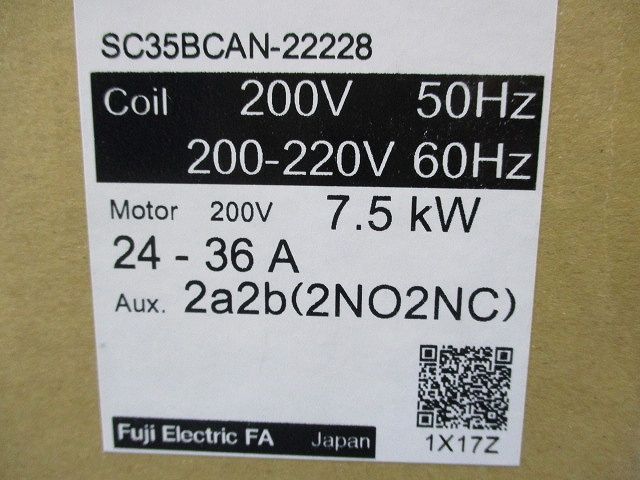 SC35BCAN-22228
Coil 200V 50Hz
200-220V 60Hz
Motor 200V 7.5 kW
24 - 36 A
Aux. 2a2b(2NO2NC)
Fuji Electric FA Japan
1X17Z